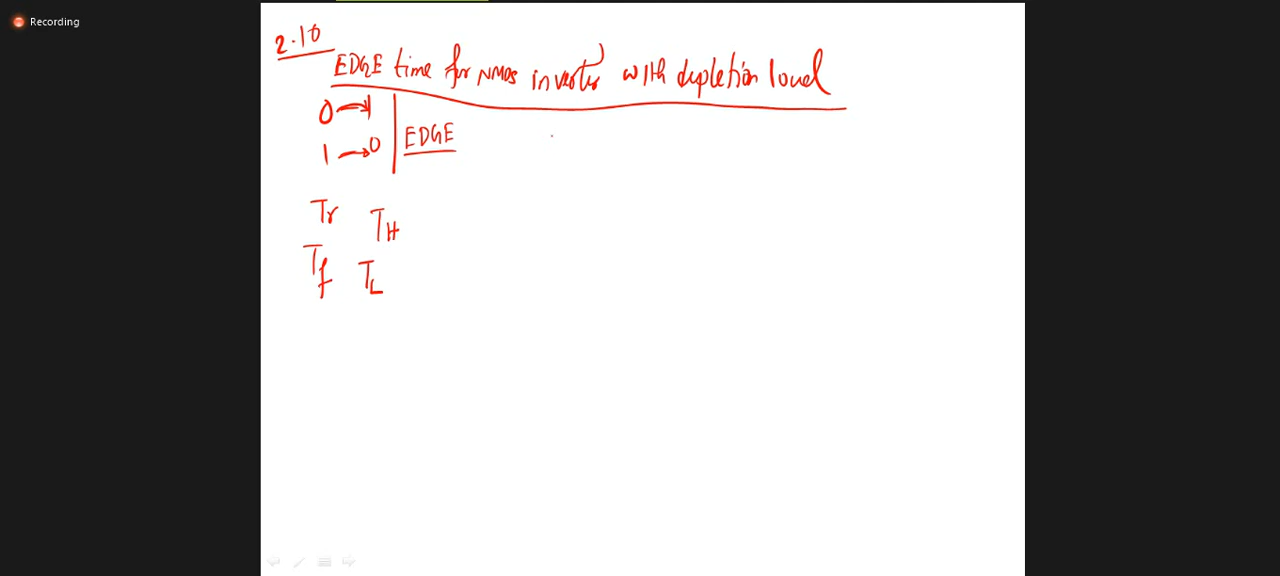 Recording
2.10
EDGE time for NMOS inverter with depletion load
0 → 1
1 → 0
EDGE
Tr TH
Tf TL